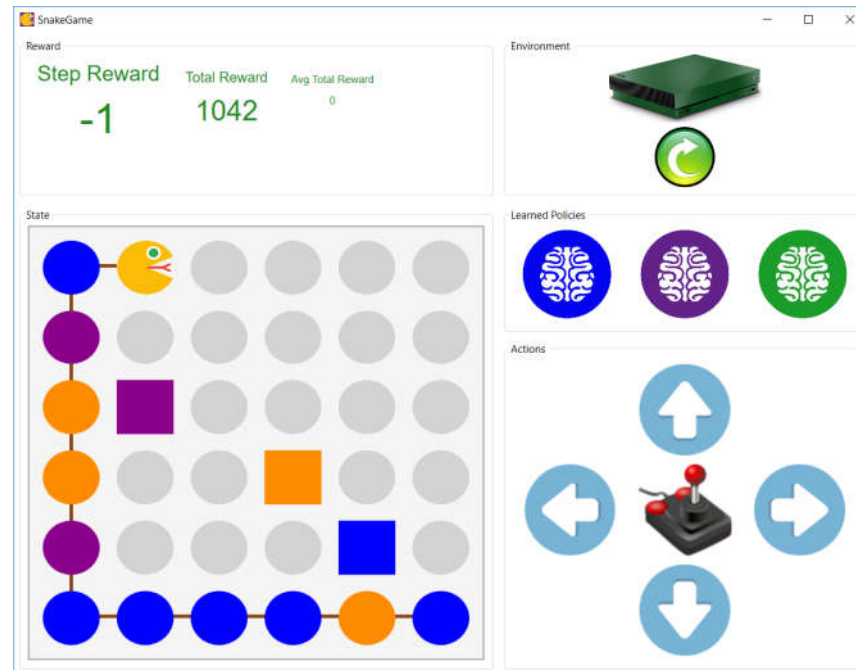 SnakeGame
Reward
Step Reward
Total Reward
Avg Total Reward
-1
1042
0
Environment
State
Learned Policies
Actions